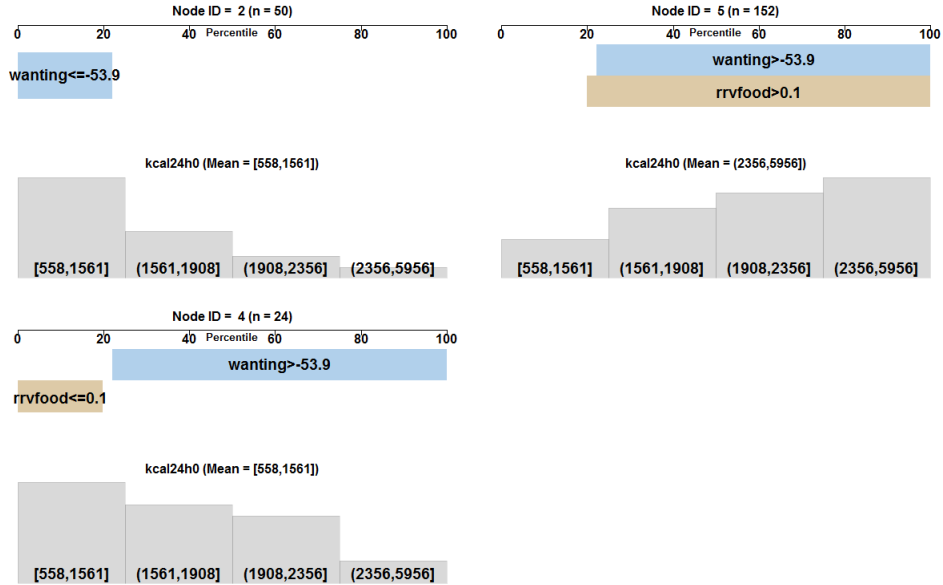 Node ID = 2 (n = 50)
0 20 40 Percentile 60 80 100
wanting<=-53.9
kcal24h0 (Mean = [558,1561])
[558,1561] (1561,1908] (1908,2356] (2356,5956]
Node ID = 5 (n = 152)
0 20 40 Percentile 60 80 100
wanting>-53.9
rrvfood>0.1
kcal24h0 (Mean = (2356,5956])
[558,1561] (1561,1908] (1908,2356] (2356,5956]
Node ID = 4 (n = 24)
0 20 40 Percentile 60 80 100
wanting>-53.9
rrvfood<=0.1
kcal24h0 (Mean = [558,1561])
[558,1561] (1561,1908] (1908,2356] (2356,5956]